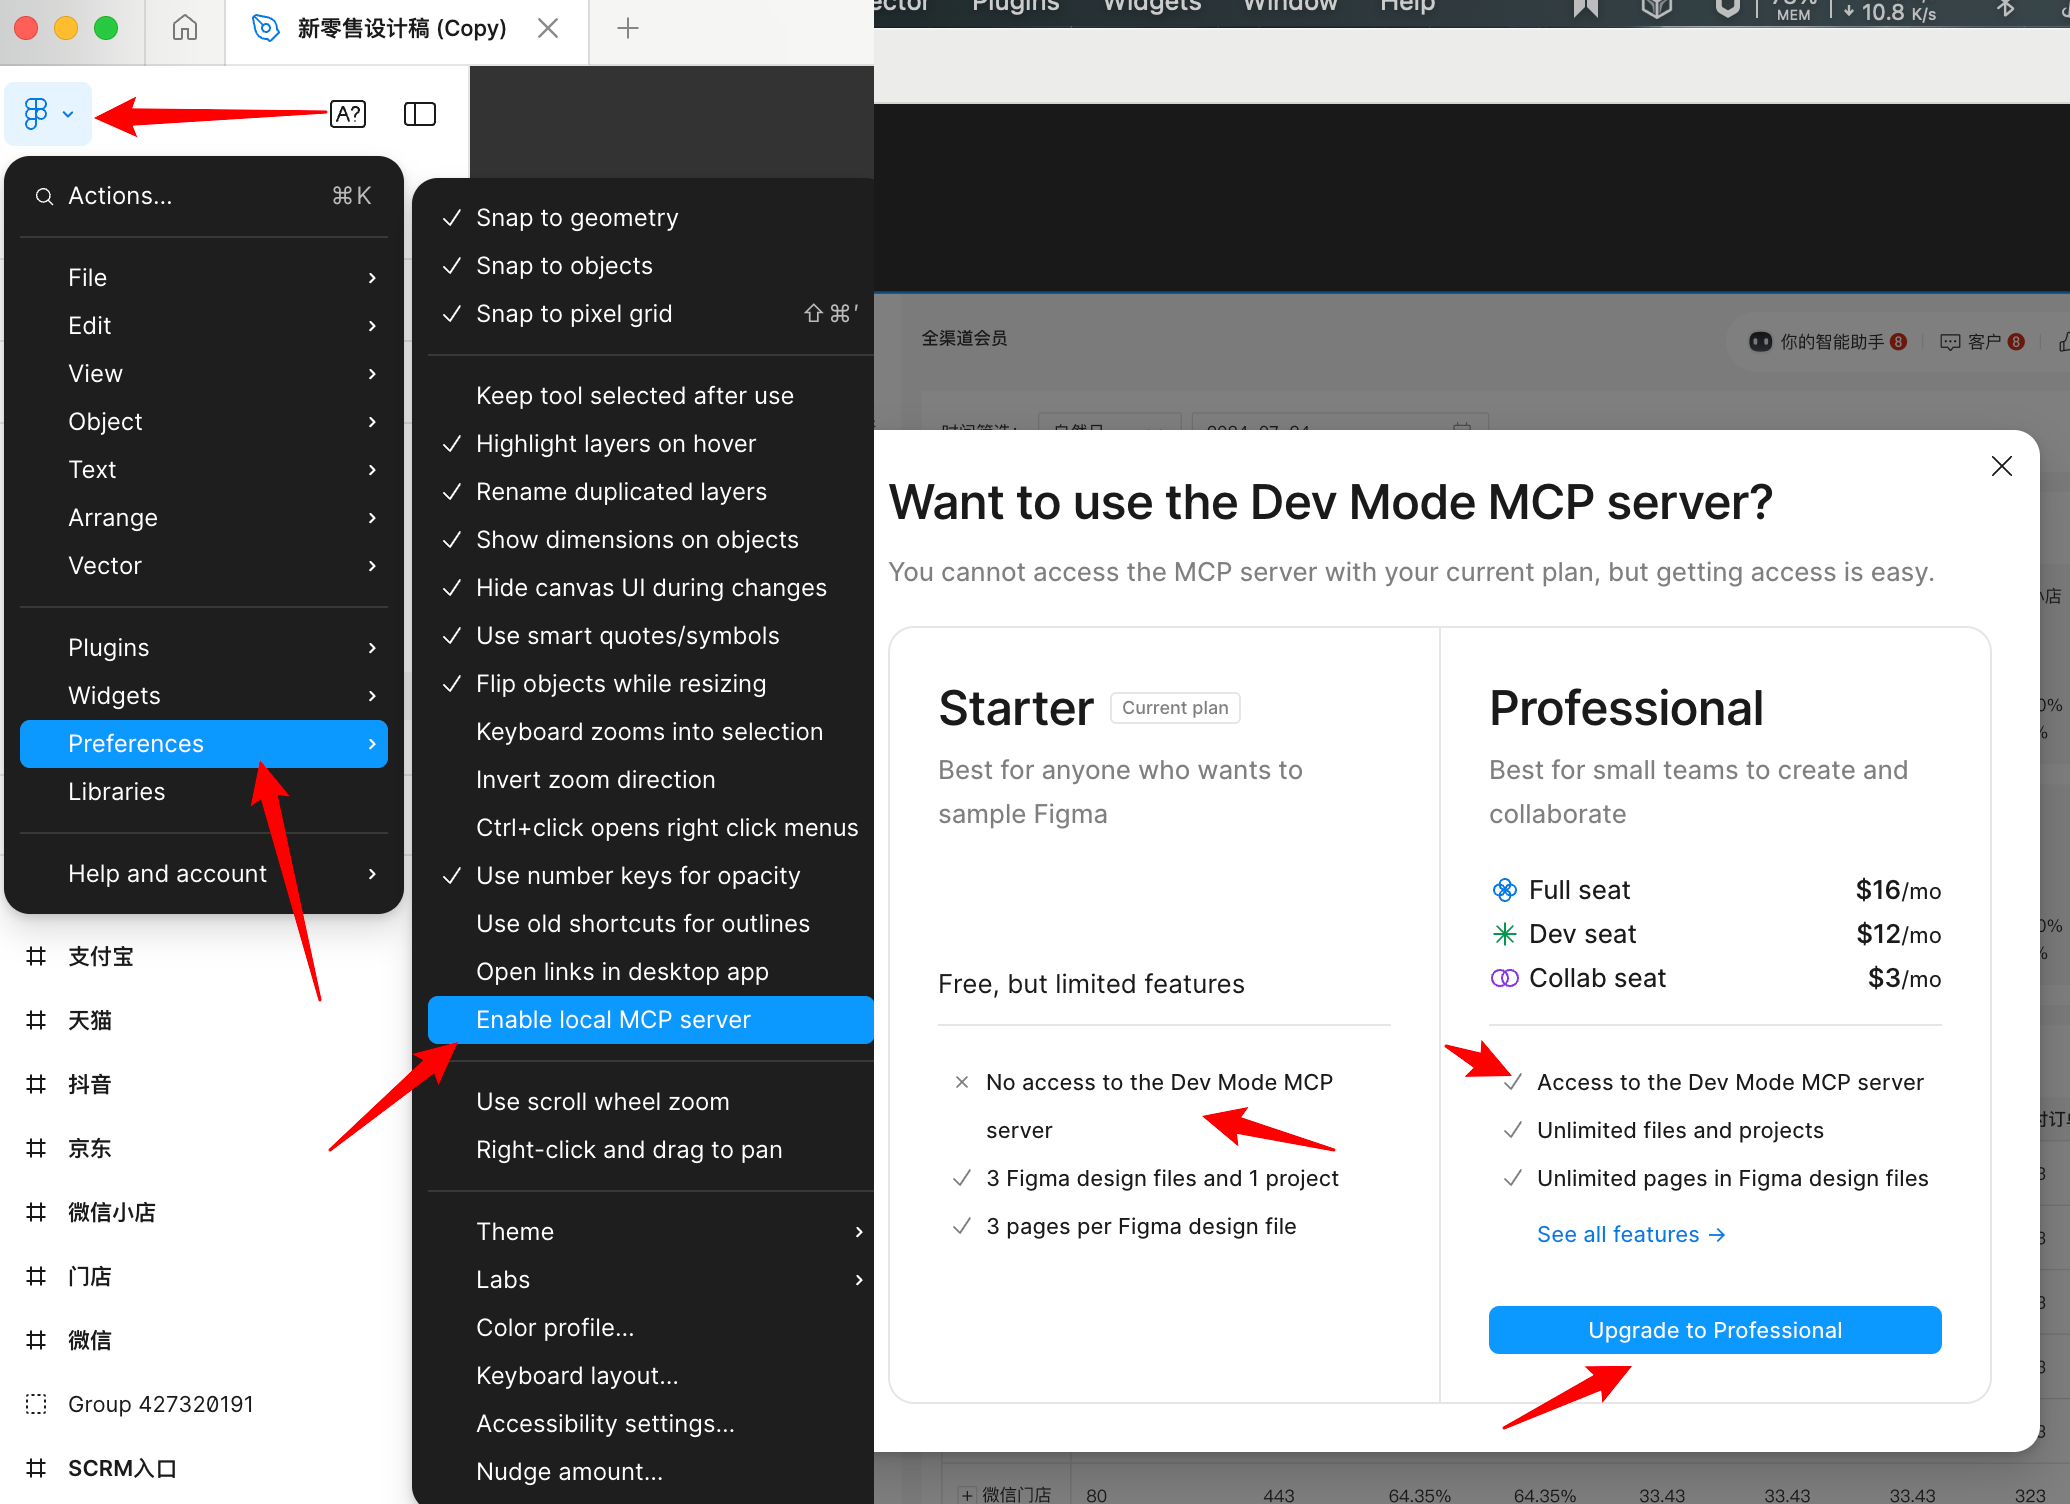 新零售设计稿 (Copy)
A?
Actions... ⌘K
File
Edit
View
Object
Text
Arrange
Vector
Plugins
Widgets
Preferences
Libraries
Help and account
支付宝
天猫
抖音
京东
微信小店
门店
微信
Group 427320191
SCRM入口
Snap to geometry
Snap to objects
Snap to pixel grid ⇧⌘'
Keep tool selected after use
Highlight layers on hover
Rename duplicated layers
Show dimensions on objects
Hide canvas UI during changes
Use smart quotes/symbols
Flip objects while resizing
Keyboard zooms into selection
Invert zoom direction
Ctrl+click opens right click menus
Use number keys for opacity
Use old shortcuts for outlines
Open links in desktop app
Enable local MCP server
Use scroll wheel zoom
Right-click and drag to pan
Theme
Labs
Color profile...
Keyboard layout...
Accessibility settings...
Nudge amount...
Plugins Widgets Window Help MEM 10.8 K/s
全渠道会员
你的智能助手 8 客户 8
Want to use the Dev Mode MCP server?
You cannot access the MCP server with your current plan, but getting access is easy.
Starter Current plan
Best for anyone who wants to
sample Figma
Free, but limited features
No access to the Dev Mode MCP
server
3 Figma design files and 1 project
3 pages per Figma design file
Professional
Best for small teams to create and
collaborate
Full seat $16/mo
Dev seat $12/mo
Collab seat $3/mo
Access to the Dev Mode MCP server
Unlimited files and projects
Unlimited pages in Figma design files
See all features →
Upgrade to Professional
微信门店 80 443 64.35% 64.35% 33.43 33.43 33.43 323